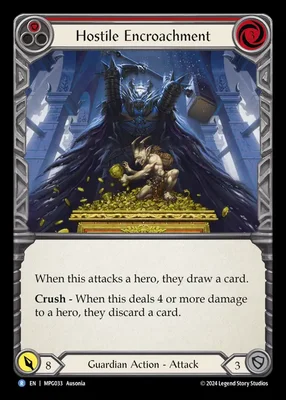 Hostile Encroachment
When this attacks a hero, they draw a card.
Crush - When this deals 4 or more damage
to a hero, they discard a card.
8
Guardian Action - Attack
3
R EN | MPG033 Ausonia
© 2024 Legend Story Studios